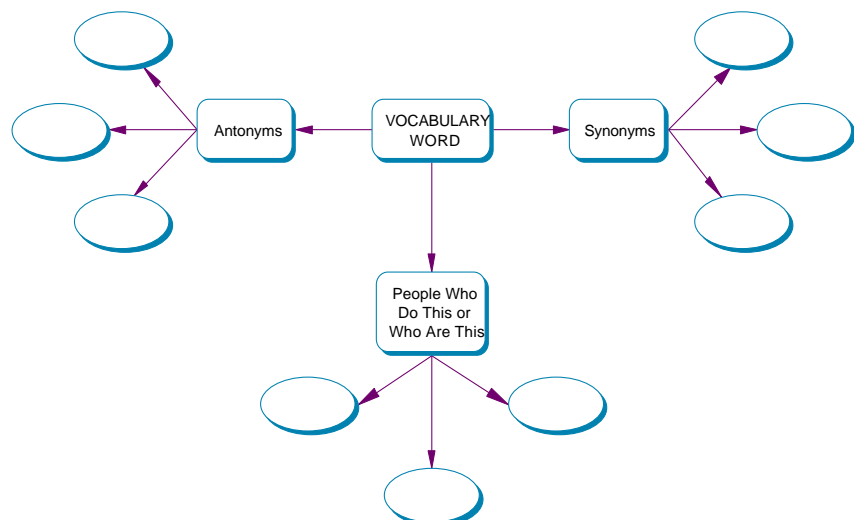 Antonyms
VOCABULARY
WORD
Synonyms
People Who
Do This or
Who Are This